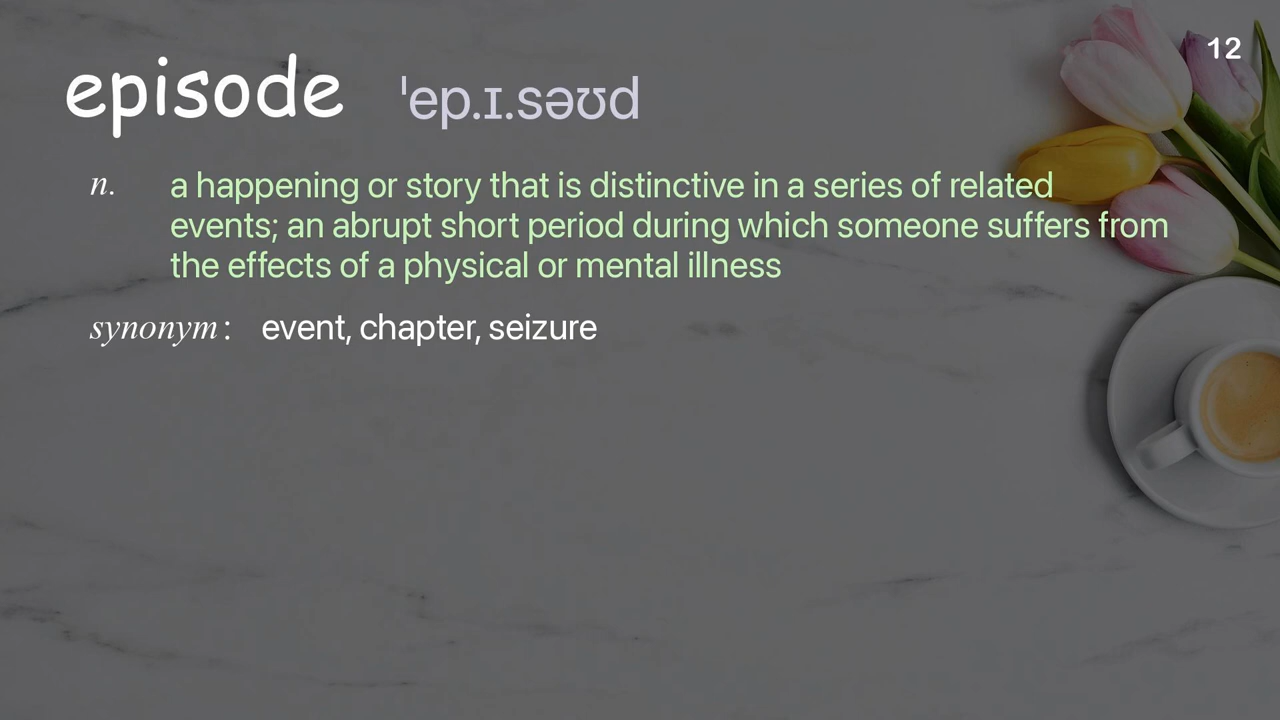 12
episode ˈep.ɪ.səʊd
n. a happening or story that is distinctive in a series of related
events; an abrupt short period during which someone suffers from
the effects of a physical or mental illness
synonym: event, chapter, seizure